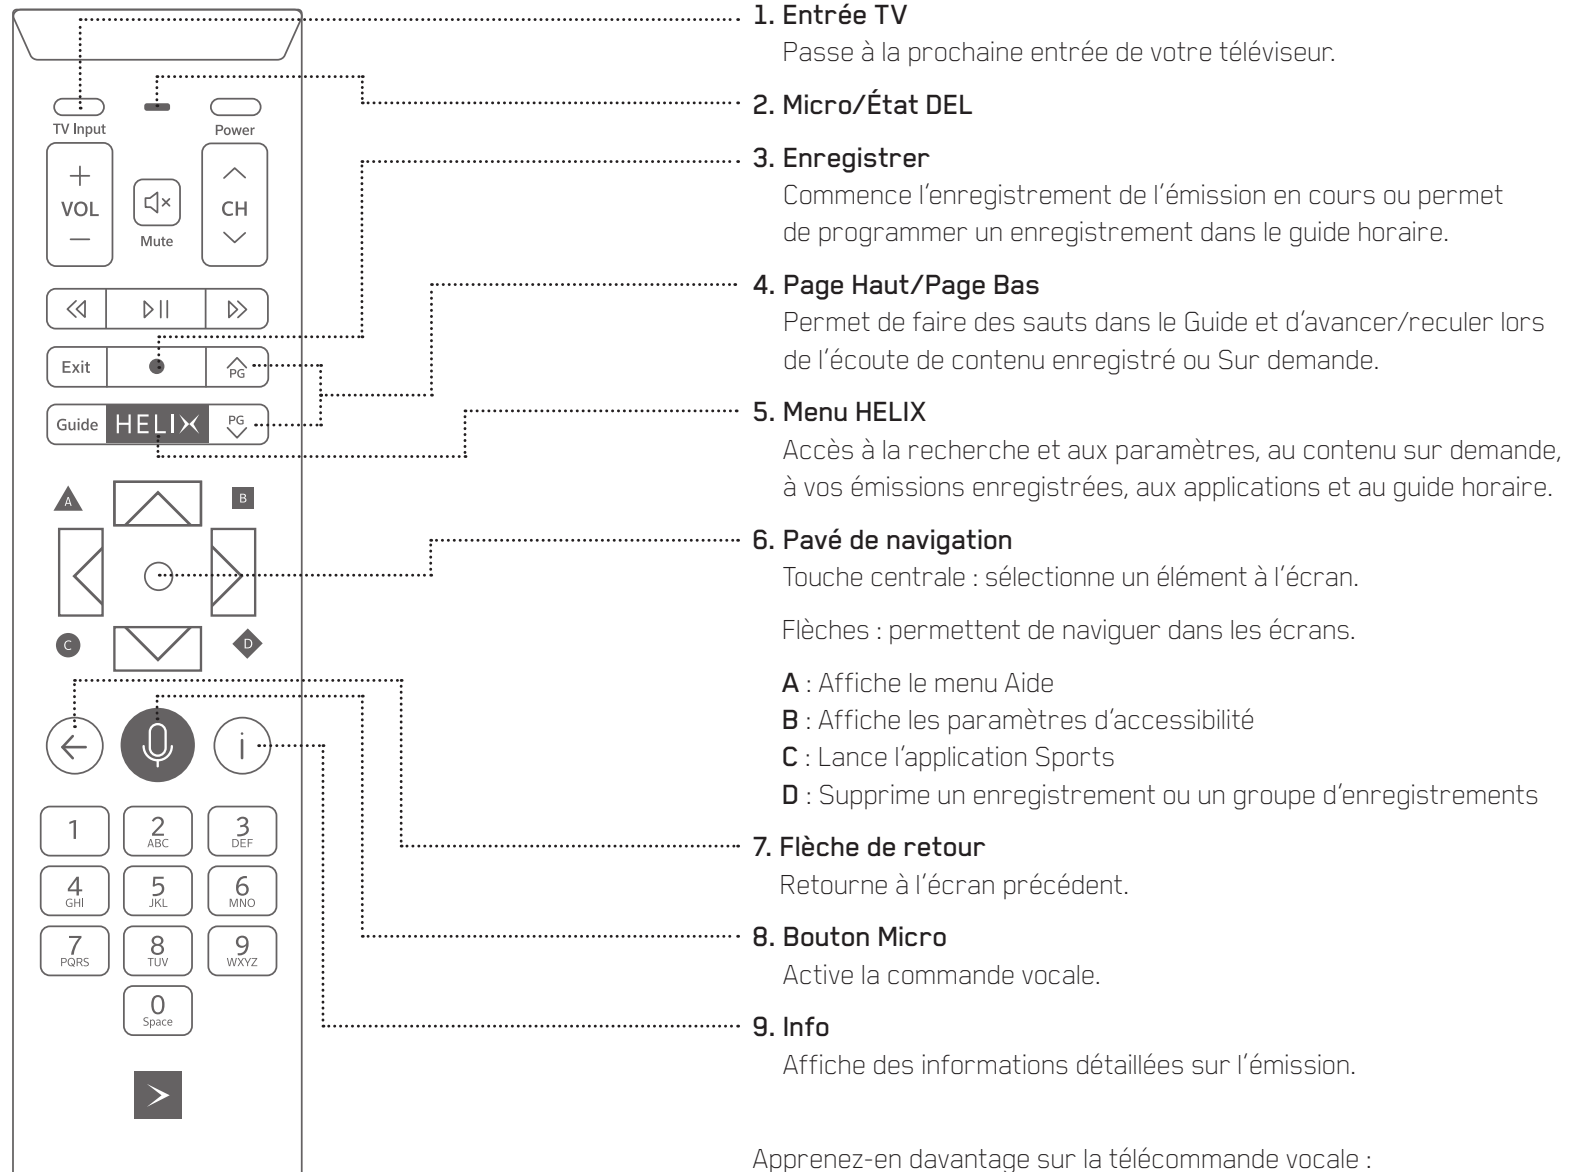 1. Entrée TV
Passe à la prochaine entrée de votre téléviseur.
2. Micro/État DEL
3. Enregistrer
Commence l'enregistrement de l'émission en cours ou permet
de programmer un enregistrement dans le guide horaire.
4. Page Haut/Page Bas
Permet de faire des sauts dans le Guide et d'avancer/reculer lors
de l'écoute de contenu enregistré ou Sur demande.
5. Menu HELIX
Accès à la recherche et aux paramètres, au contenu sur demande,
à vos émissions enregistrées, aux applications et au guide horaire.
6. Pavé de navigation
Touche centrale : sélectionne un élément à l'écran.
Flèches : permettent de naviguer dans les écrans.
A : Affiche le menu Aide
B : Affiche les paramètres d'accessibilité
C : Lance l'application Sports
D : Supprime un enregistrement ou un groupe d'enregistrements
7. Flèche de retour
Retourne à l'écran précédent.
8. Bouton Micro
Active la commande vocale.
9. Info
Affiche des informations détaillées sur l'émission.
Apprenez-en davantage sur la télécommande vocale :
TV Input
Power
VOL
Mute
CH
Exit
PG
Guide
HELIX
PG
A
B
C
D
i
1
2
ABC
3
DEF
4
GHI
5
JKL
6
MNO
7
PQRS
8
TUV
9
WXYZ
0
Space